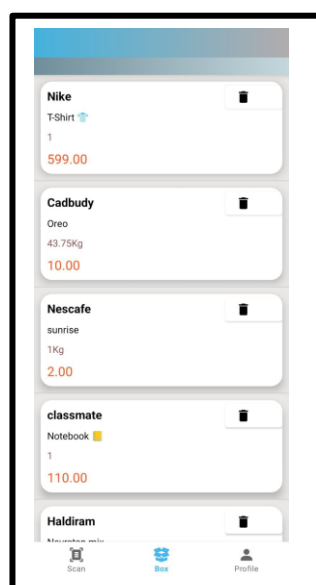 Nike
T-Shirt 👕
1
599.00
Cadbudy
Oreo
43.75Kg
10.00
Nescafe
sunrise
1Kg
2.00
classmate
Notebook 📒
1
110.00
Haldiram
Scan
Box
Profile